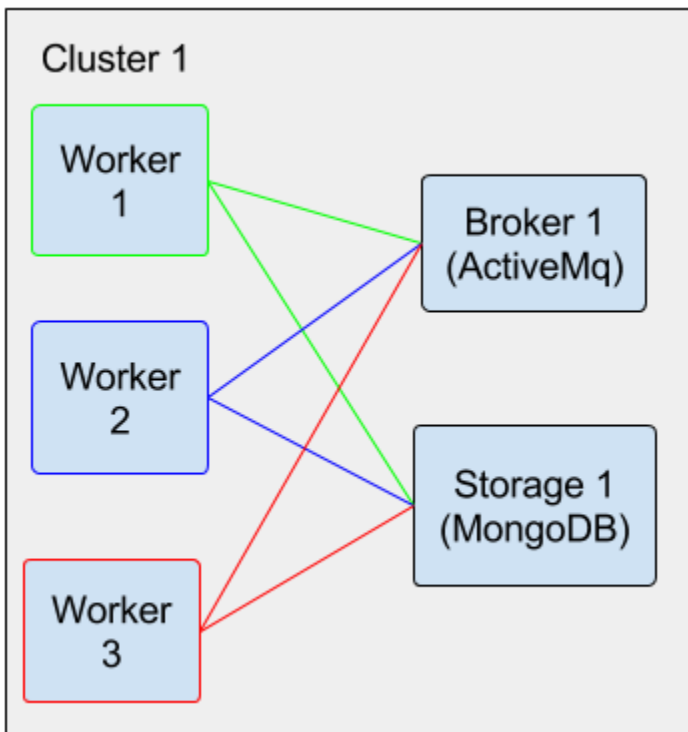 Cluster 1
Worker
1
Broker 1
(ActiveMq)
Worker
2
Storage 1
(MongoDB)
Worker
3